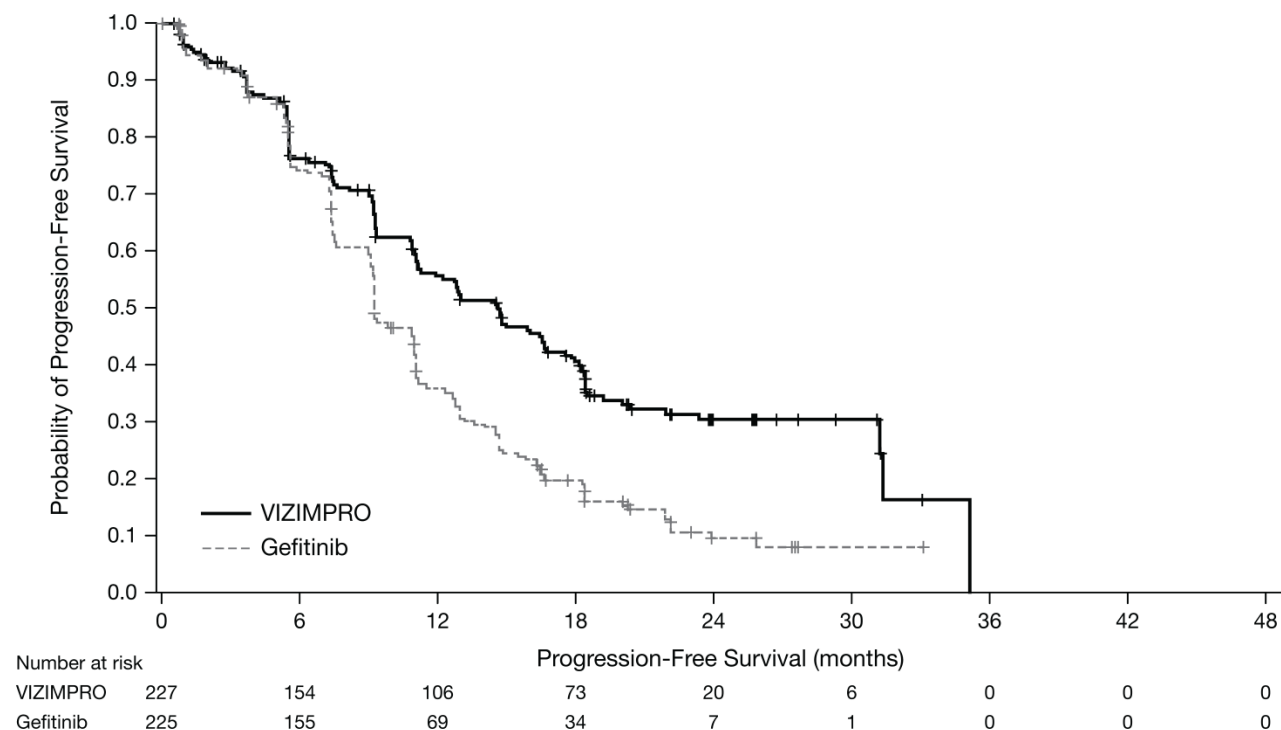 1.0
0.9
0.8
0.7
0.6
0.5
0.4
0.3
0.2
0.1
0.0
Probability of Progression-Free Survival
VIZIMPRO
Gefitinib
0 6 12 18 24 30 36 42 48
Progression-Free Survival (months)
Number at risk
VIZIMPRO 227 154 106 73 20 6 0 0 0
Gefitinib 225 155 69 34 7 1 0 0 0